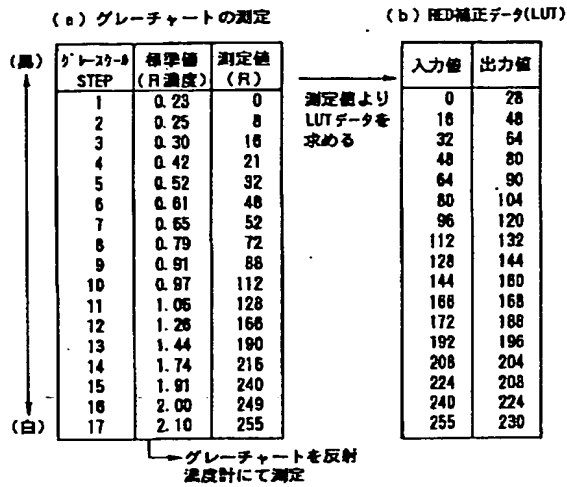 (a) グレーチャートの測定
(黒)
グレースケール STEP 標準値 (R濃度) 測定値 (R)
1 0.23 0
2 0.25 8
3 0.30 16
4 0.42 21
5 0.52 32
6 0.61 48
7 0.65 52
8 0.79 72
9 0.91 88
10 0.97 112
11 1.06 128
12 1.26 166
13 1.44 190
14 1.74 216
15 1.91 240
16 2.00 249
17 2.10 255
(白)
グレーチャートを反射
濃度計にて測定
測定値より
LUTデータを
求める
(b) RED補正データ(LUT)
入力値 出力値
0 28
16 48
32 64
48 80
64 90
80 104
96 120
112 132
128 144
144 160
166 168
172 188
192 196
208 204
224 208
240 224
255 230